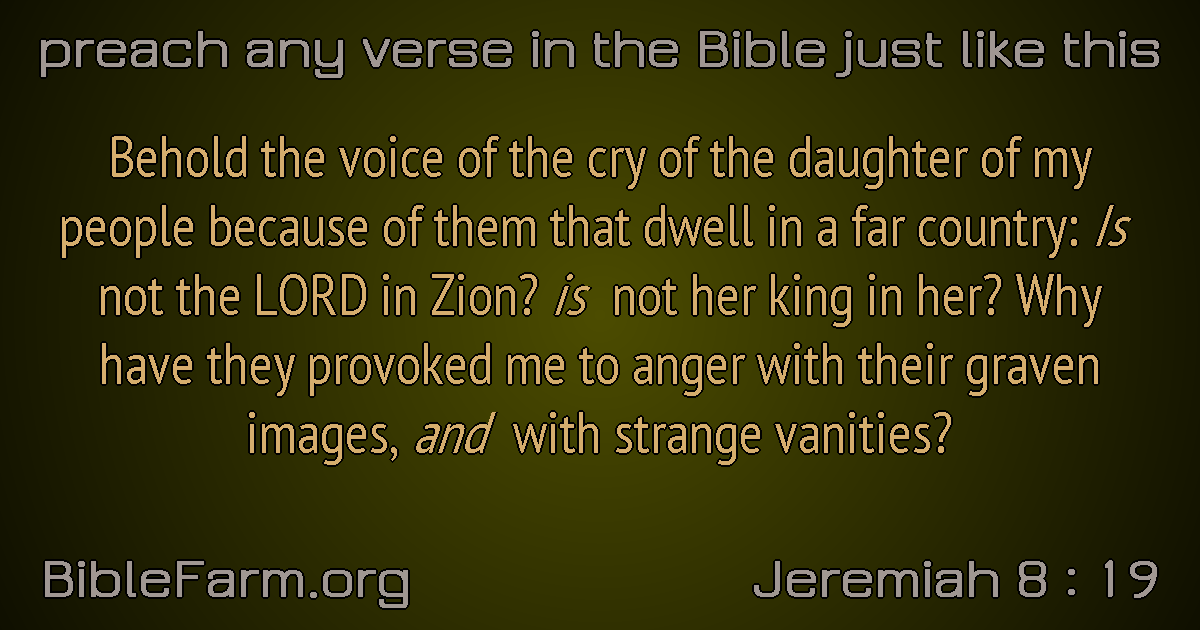 preach any verse in the Bible just like this
Behold the voice of the cry of the daughter of my
people because of them that dwell in a far country: Is
not the LORD in Zion? is not her king in her? Why
have they provoked me to anger with their graven
images, and with strange vanities?
BibleFarm.org
Jeremiah 8 : 19